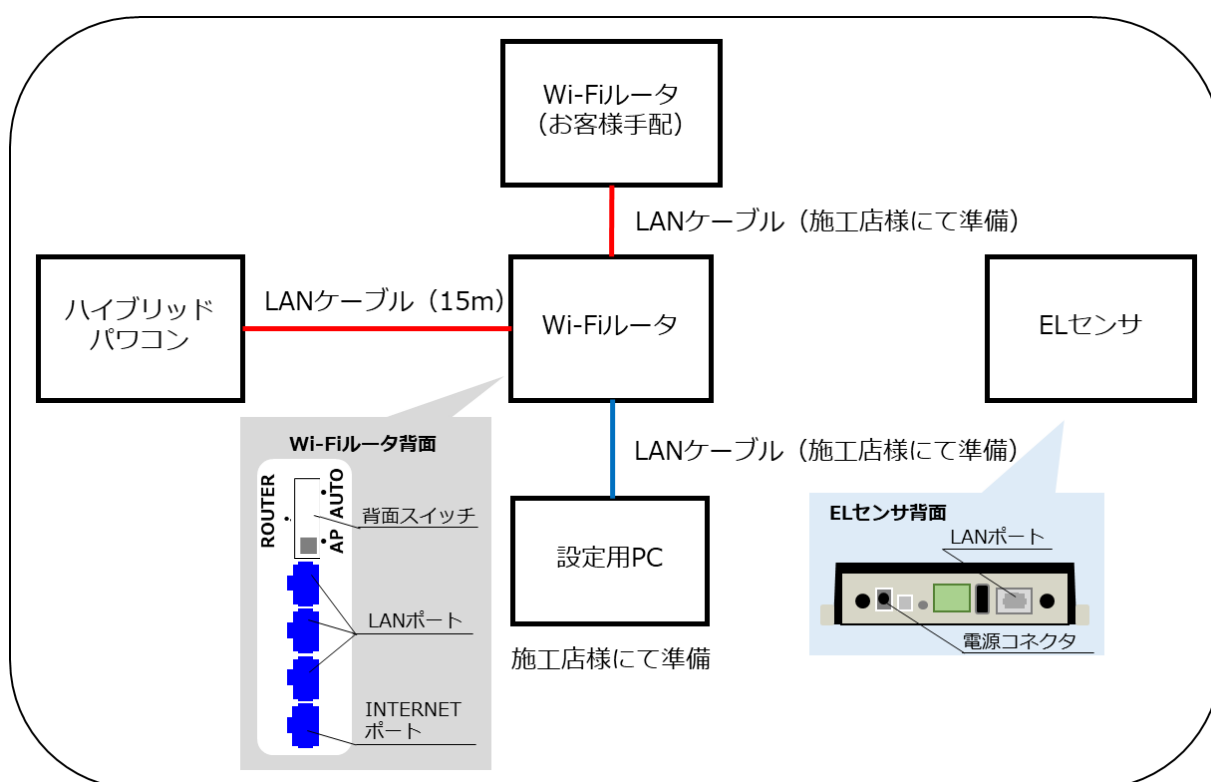 Wi-Fiルータ
（お客様手配）
LANケーブル（施工店様にて準備）
ハイブリッド
パワコン
LANケーブル（15m）
Wi-Fiルータ
ELセンサ
LANケーブル（施工店様にて準備）
Wi-Fiルータ背面
ROUTER
AP AUTO
背面スイッチ
LANポート
INTERNET
ポート
設定用PC
施工店様にて準備
ELセンサ背面
LANポート
電源コネクタ